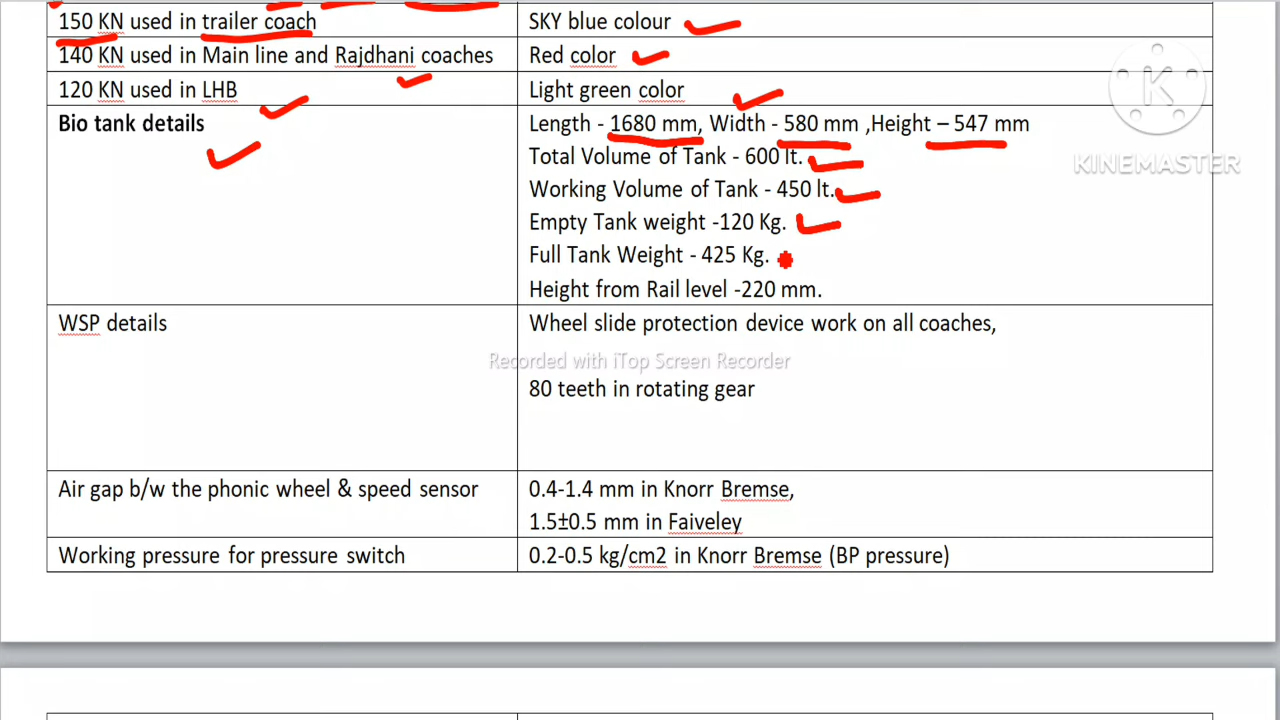 150 KN used in trailer coach
SKY blue colour
140 KN used in Main line and Rajdhani coaches
Red color
120 KN used in LHB
Light green color
Bio tank details
Length - 1680 mm, Width - 580 mm ,Height – 547 mm
Total Volume of Tank - 600 lt.
Working Volume of Tank - 450 lt.
Empty Tank weight -120 Kg.
Full Tank Weight - 425 Kg.
Height from Rail level -220 mm.
WSP details
Wheel slide protection device work on all coaches,
80 teeth in rotating gear
Air gap b/w the phonic wheel & speed sensor
0.4-1.4 mm in Knorr Bremse,
1.5±0.5 mm in Faiveley
Working pressure for pressure switch
0.2-0.5 kg/cm2 in Knorr Bremse (BP pressure)
K
KINEMASTER
Recorded with iTop Screen Recorder